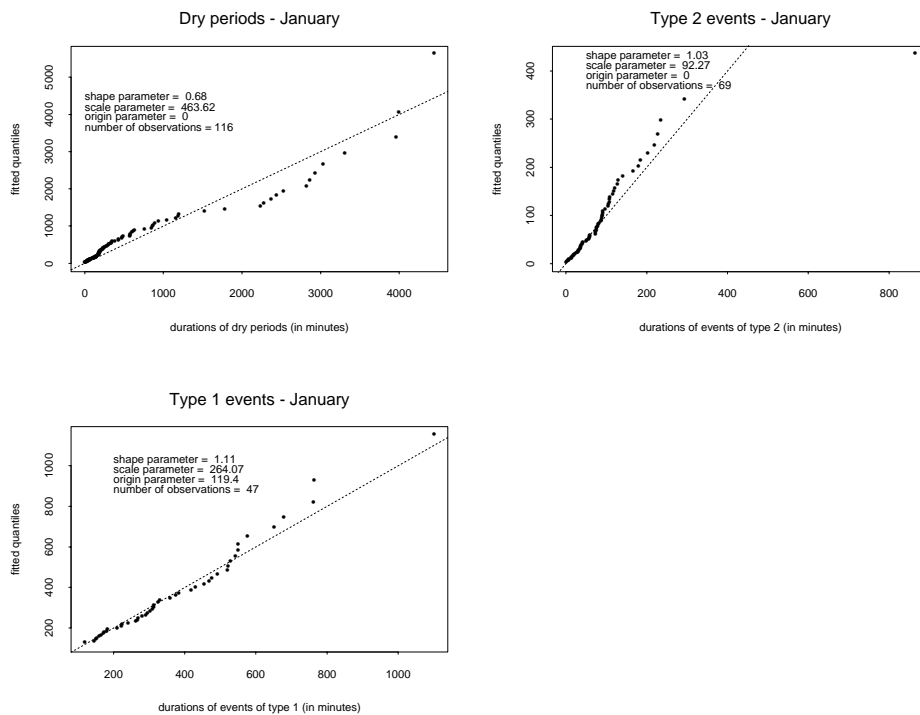 Dry periods - January
shape parameter = 0.68
scale parameter = 463.62
origin parameter = 0
number of observations = 116
fitted quantiles
0 1000 2000 3000 4000 5000
0 1000 2000 3000 4000
durations of dry periods (in minutes)
Type 2 events - January
shape parameter = 1.03
scale parameter = 92.27
origin parameter = 0
number of observations = 69
fitted quantiles
0 100 200 300 400
0 200 400 600 800
durations of events of type 2 (in minutes)
Type 1 events - January
shape parameter = 1.11
scale parameter = 264.07
origin parameter = 119.4
number of observations = 47
fitted quantiles
200 400 600 800 1000
200 400 600 800 1000
durations of events of type 1 (in minutes)